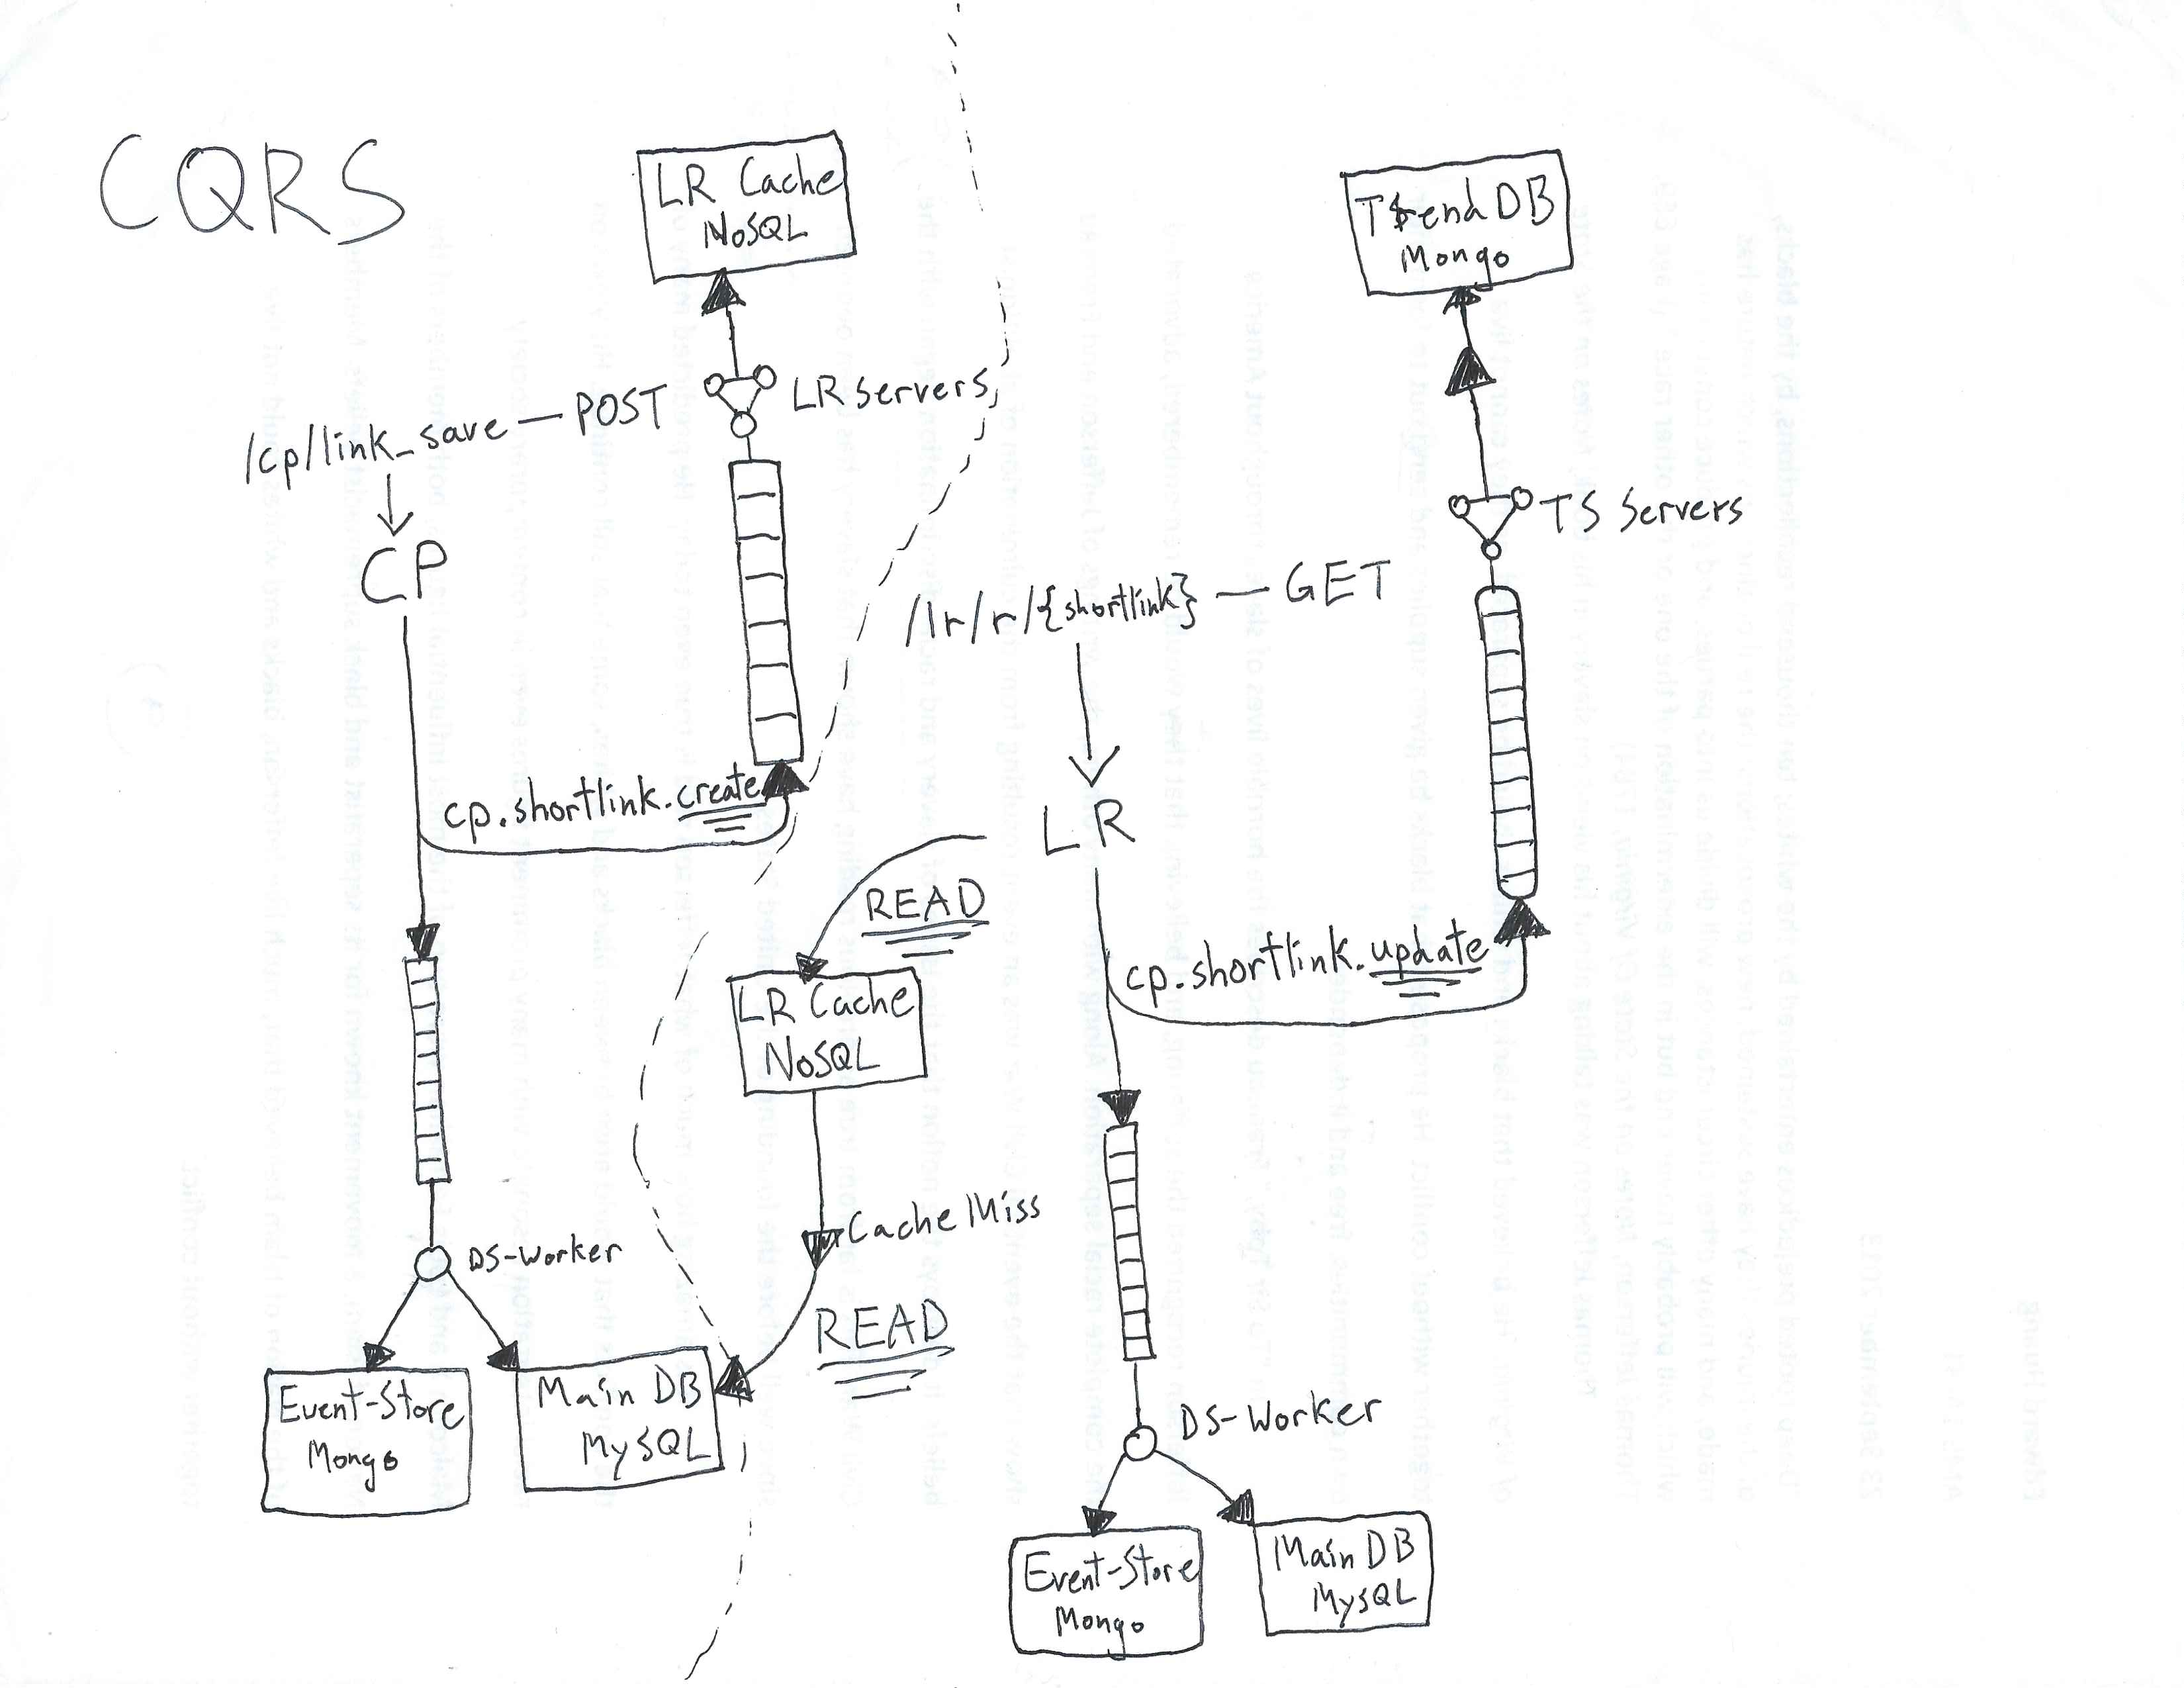 CQRS
LR Cache
NoSQL
/cp/link_save — POST
LR Servers
CP
cp.shortlink.create
DS-Worker
Event-Store
Mongo
Main DB
MySQL
DB
Mongo
TS Servers
/lr/r/{shortlink} — GET
LR
READ
cp.shortlink.update
LR Cache
NoSQL
Cache Miss
READ
DS-Worker
Event-Store
Mongo
Main DB
MySQL